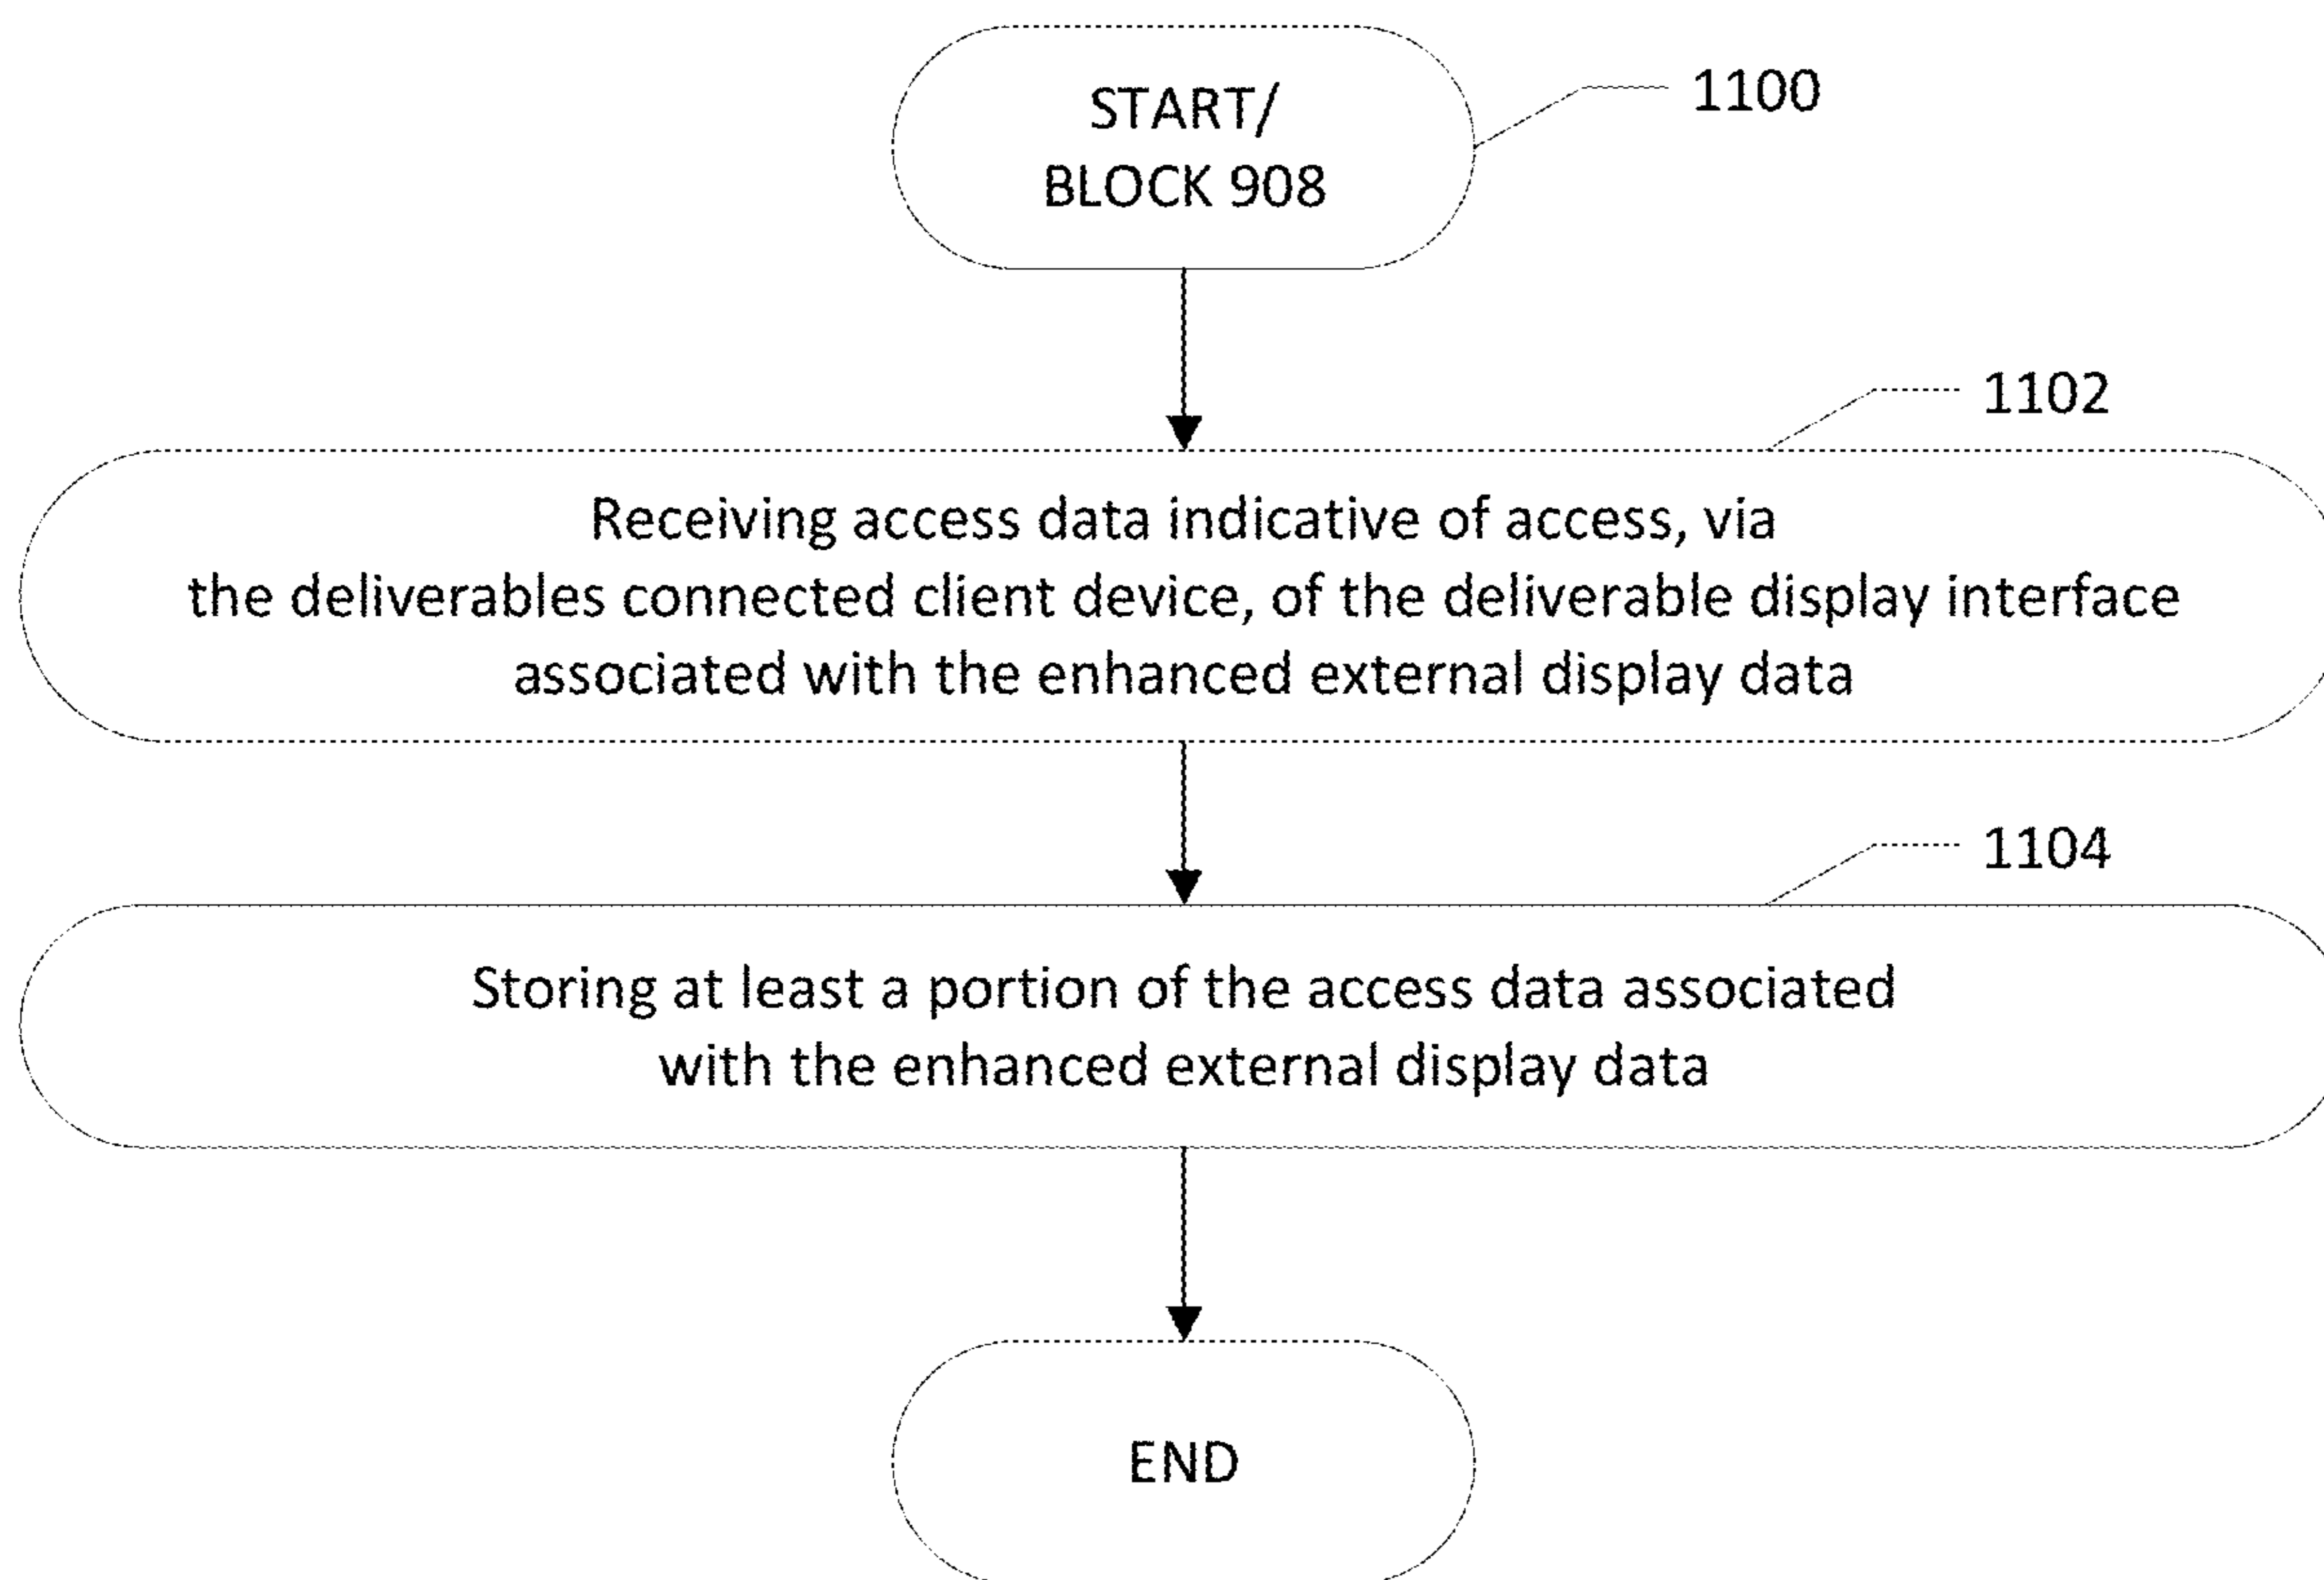 START/
1100
BLOCK 908
1102
Receiving access data indicative of access, via
the deliverables connected client device, of the deliverable display interface
associated with the enhanced external display data
1104
Storing at least a portion of the access data associated
with the enhanced external display data
END